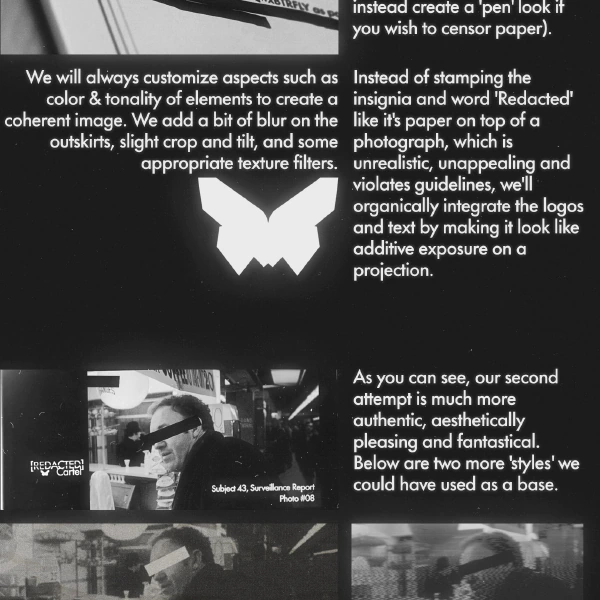 instead create a 'pen' look if
you wish to censor paper).
We will always customize aspects such as
color & tonality of elements to create a
coherent image. We add a bit of blur on the
outskirts, slight crop and tilt, and some
appropriate texture filters.
Instead of stamping the
insignia and word 'Redacted'
like it's paper on top of a
photograph, which is
unrealistic, unappealing and
violates guidelines, we'll
organically integrate the logos
and text by making it look like
additive exposure on a
projection.
As you can see, our second
attempt is much more
authentic, aesthetically
pleasing and fantastical.
Below are two more 'styles' we
could have used as a base.
[REDACTED]
Cartel
Subject 43, Surveillance Report
Photo #08